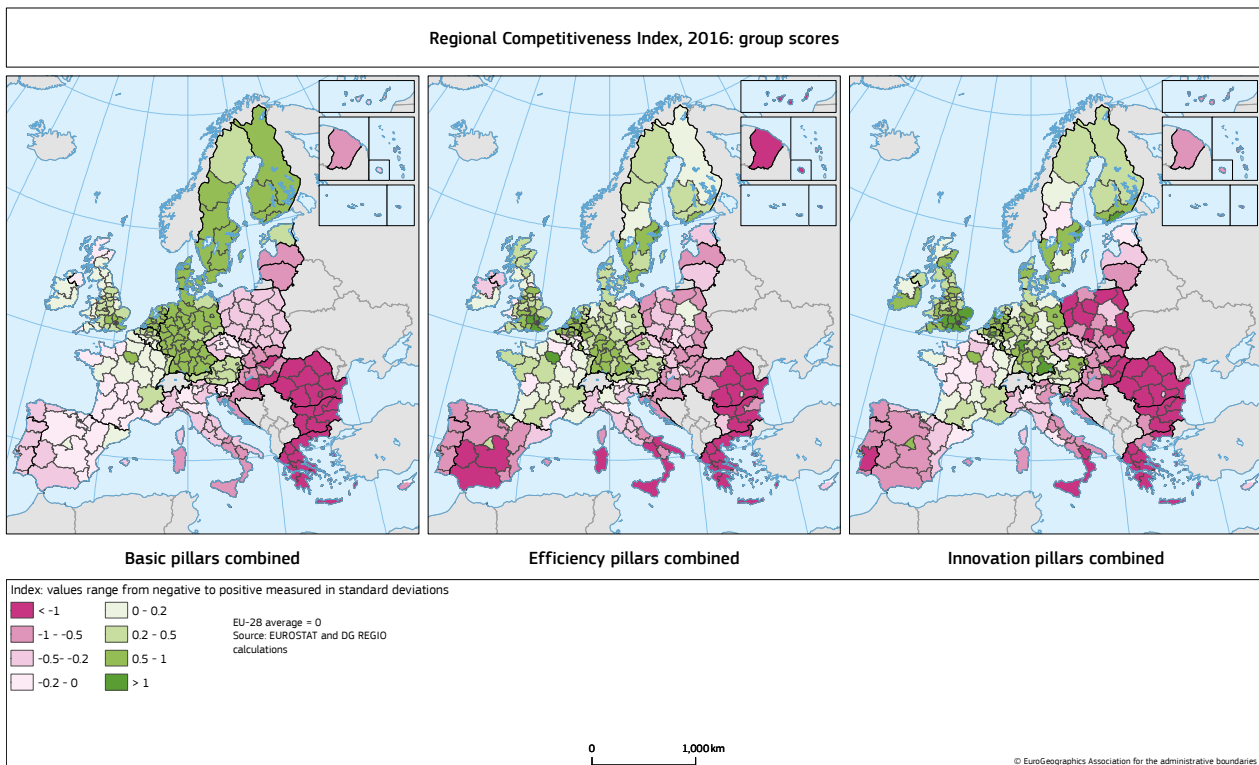 Regional Competitiveness Index, 2016: group scores
Basic pillars combined
Efficiency pillars combined
Innovation pillars combined
Index: values range from negative to positive measured in standard deviations
< -1
-1 - -0.5
-0.5- -0.2
-0.2 - 0
0 - 0.2
0.2 - 0.5
0.5 - 1
> 1
EU-28 average = 0
Source: EUROSTAT and DG REGIO
calculations
0 1,000 km
© EuroGeographics Association for the administrative boundaries